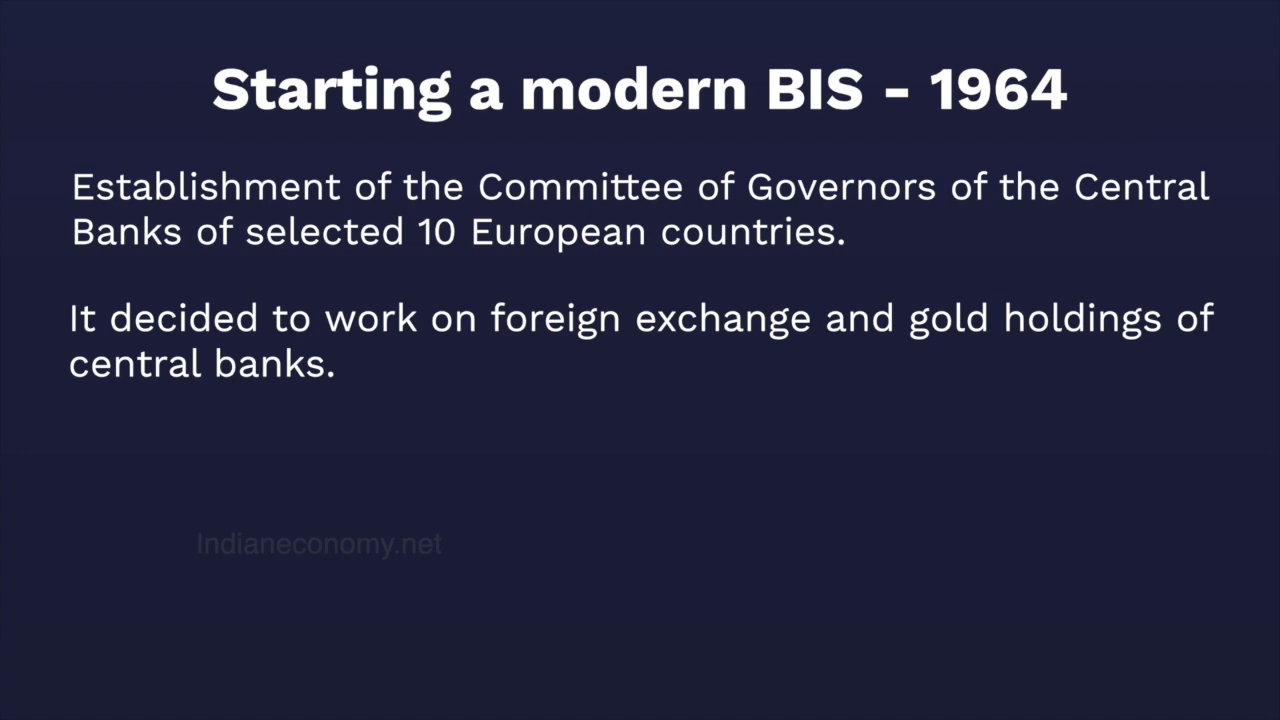 Starting a modern BIS - 1964
Establishment of the Committee of Governors of the Central
Banks of selected 10 European countries.
It decided to work on foreign exchange and gold holdings of
central banks.
Indianeconomy.net